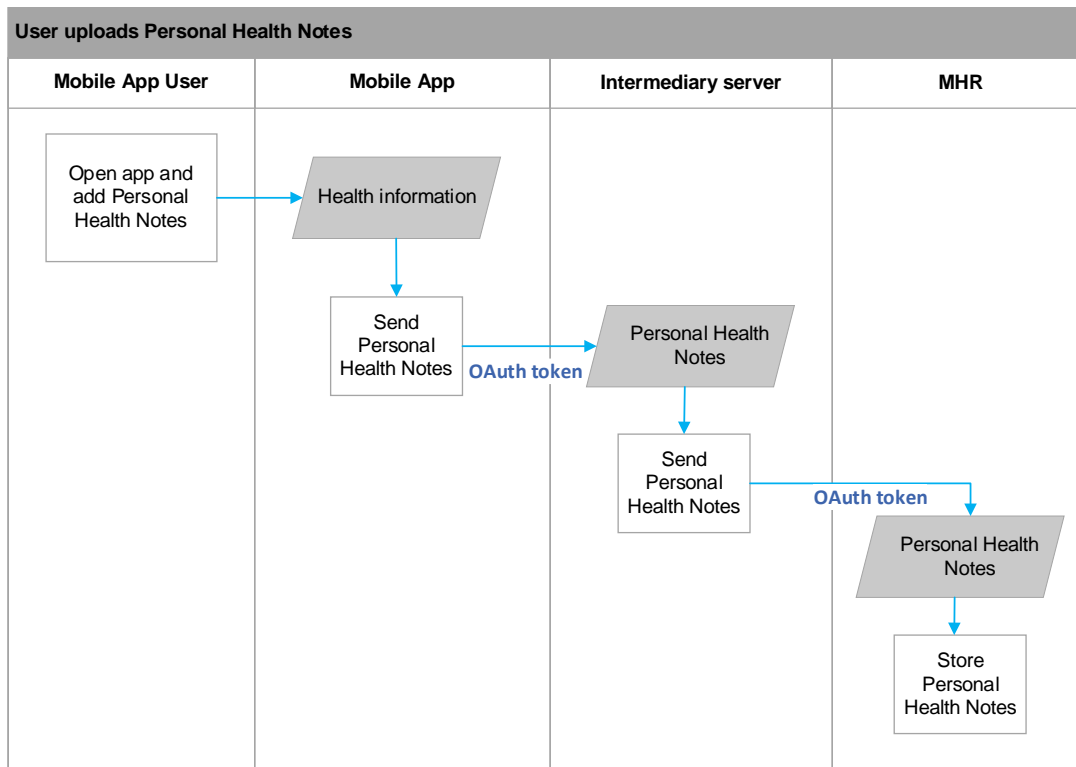 User uploads Personal Health Notes
Mobile App User
Mobile App
Intermediary server
MHR
Open app and
add Personal
Health Notes
Health information
Send
Personal
Health Notes
OAuth token
Personal Health
Notes
Send
Personal
Health Notes
OAuth token
Personal Health
Notes
Store
Personal
Health Notes